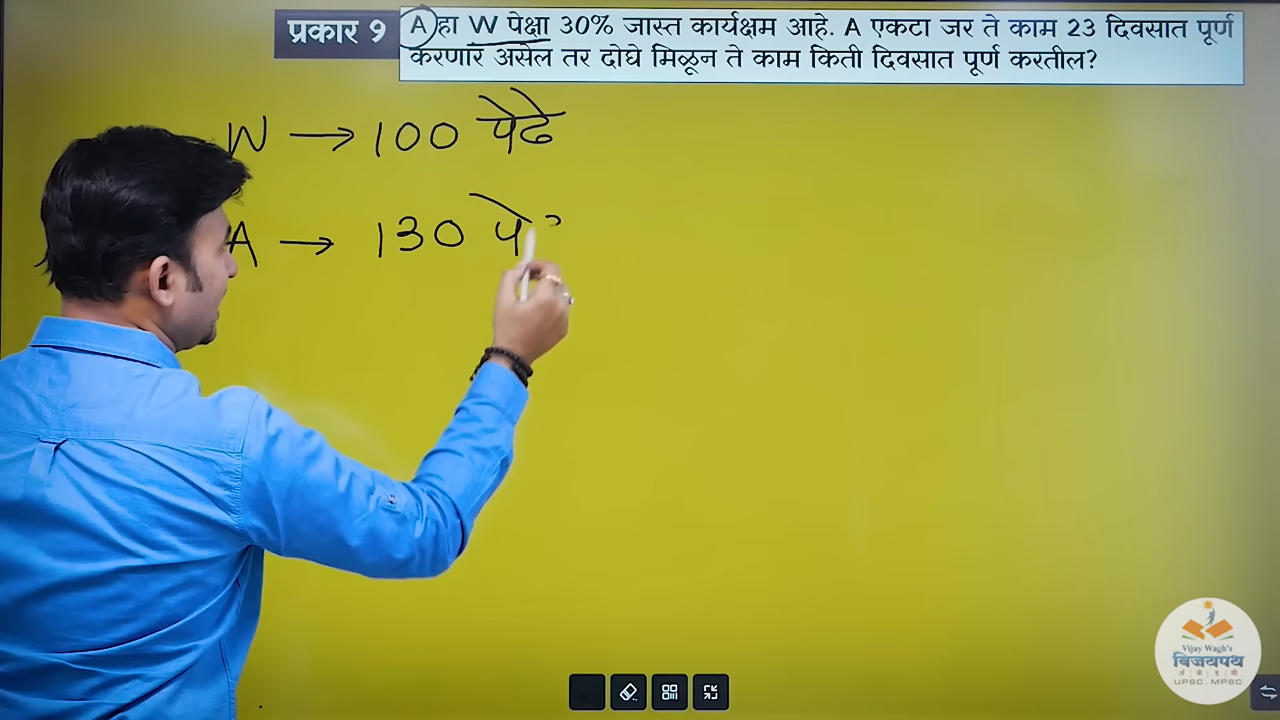 प्रकार ९
A हा W पेक्षा 30% जास्त कार्यक्षम आहे. A एकटा जर ते काम 23 दिवसात पूर्ण
करणार असेल तर दोघे मिळून ते काम किती दिवसात पूर्ण करतील?
W → 100 पेढे
A → 130 पे
Vijay Wagh's
विजयपथ
UPSC . MPSC